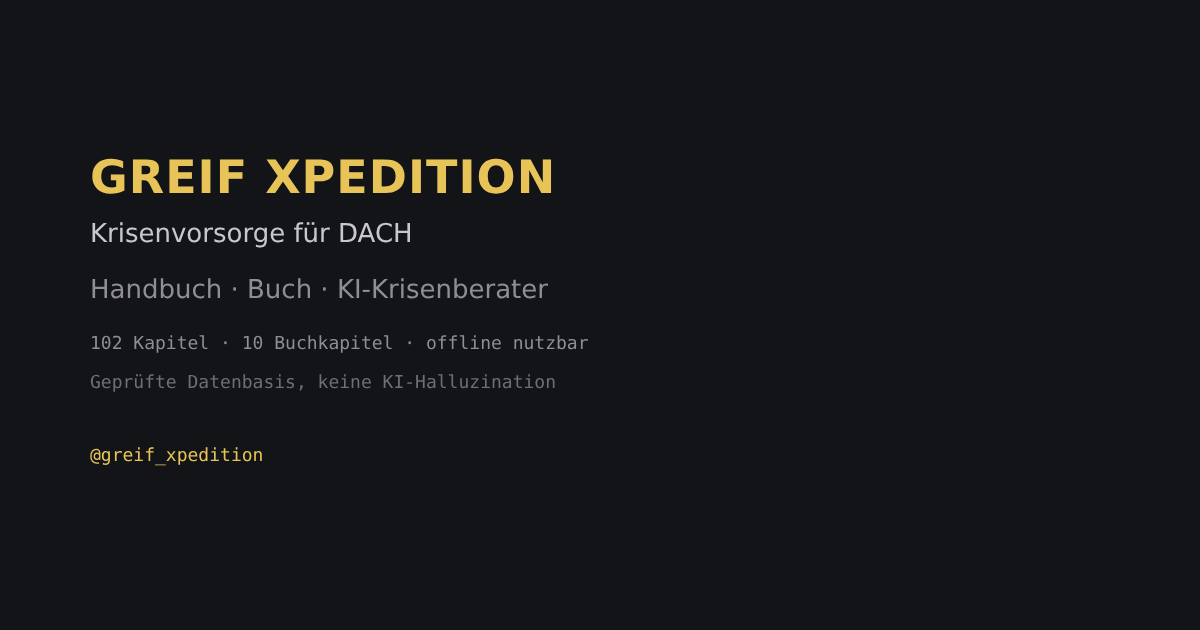 GREIF XPEDITION
Krisenvorsorge für DACH
Handbuch · Buch · KI-Krisenberater
102 Kapitel · 10 Buchkapitel · offline nutzbar
Geprüfte Datenbasis, keine KI-Halluzination
@greif_xpedition